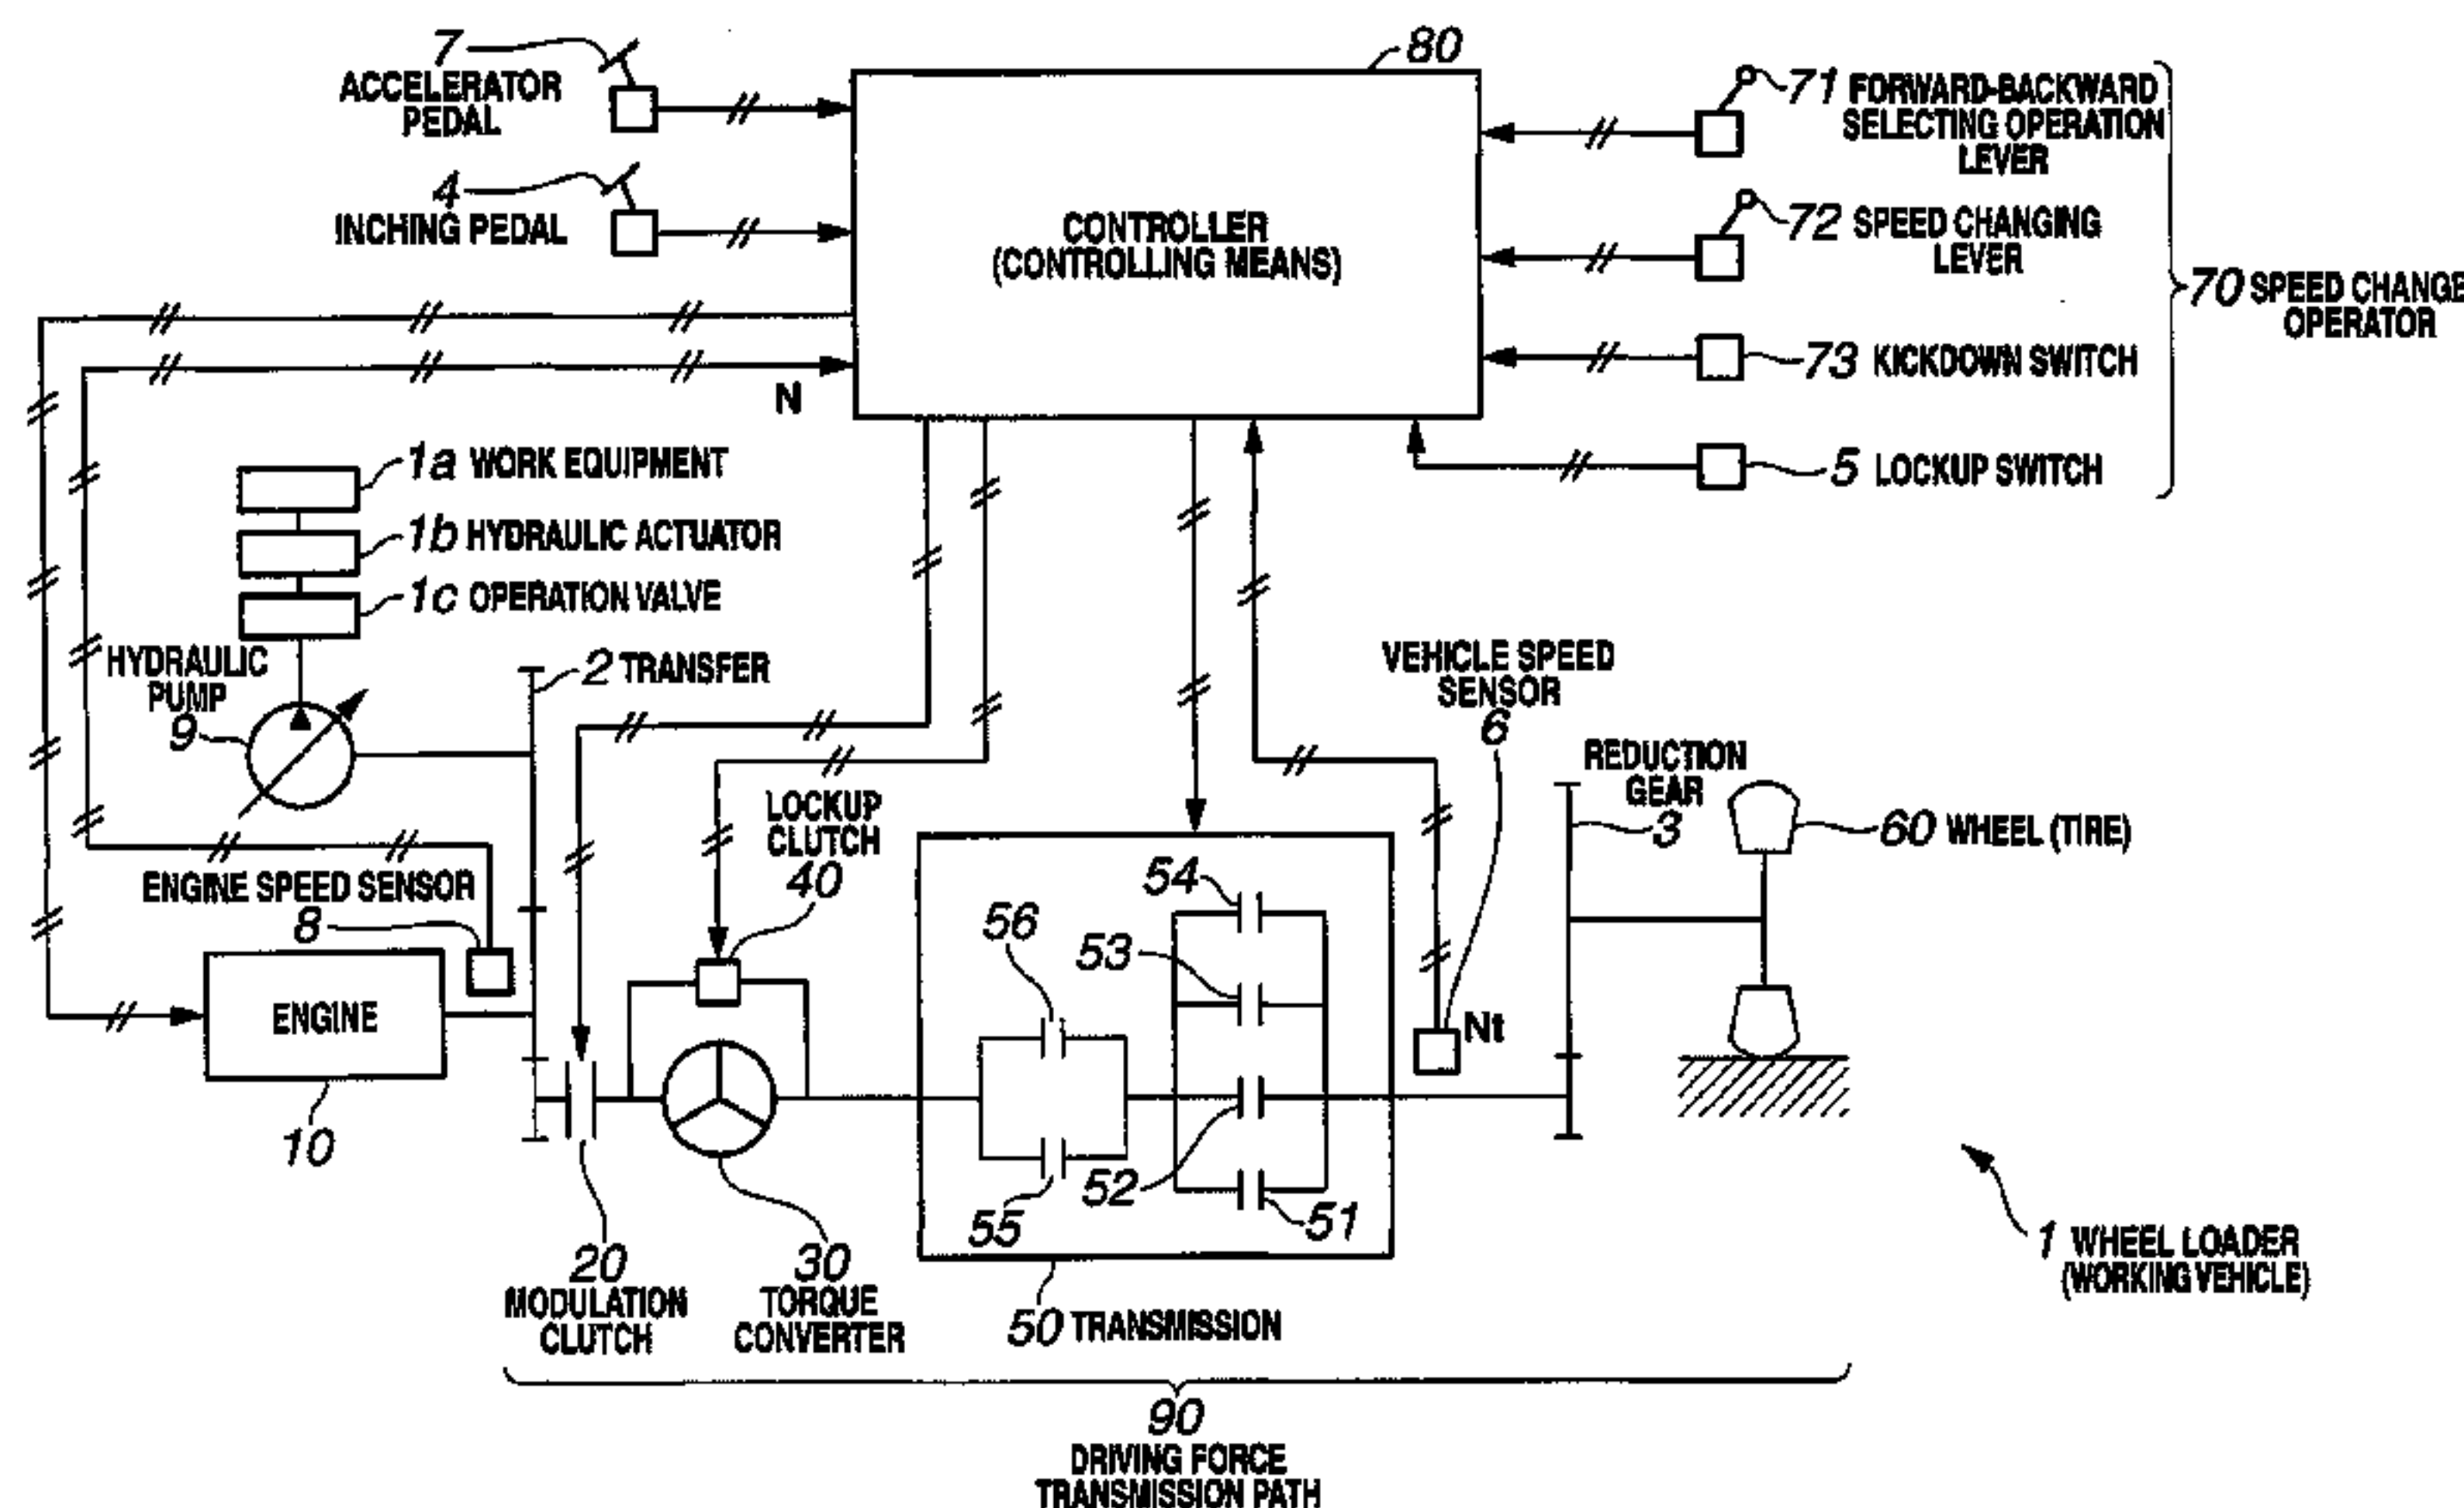 7
ACCELERATOR
PEDAL
4
INCHING PEDAL
80
CONTROLLER
(CONTROLLING MEANS)
71 FORWARD-BACKWARD
SELECTING OPERATION
LEVER
72 SPEED CHANGING
LEVER
73 KICKDOWN SWITCH
5 LOCKUP SWITCH
70 SPEED CHANGE
OPERATOR
N
1a WORK EQUIPMENT
1b HYDRAULIC ACTUATOR
1c OPERATION VALVE
HYDRAULIC
PUMP
9
2 TRANSFER
ENGINE SPEED SENSOR
8
ENGINE
10
LOCKUP
CLUTCH
40
VEHICLE SPEED
SENSOR
6
Nt
REDUCTION
GEAR
3
60 WHEEL (TIRE)
54
53
56
52
55
51
20
MODULATION
CLUTCH
30
TORQUE
CONVERTER
50 TRANSMISSION
1 WHEEL LOADER
(WORKING VEHICLE)
90
DRIVING FORCE
TRANSMISSION PATH